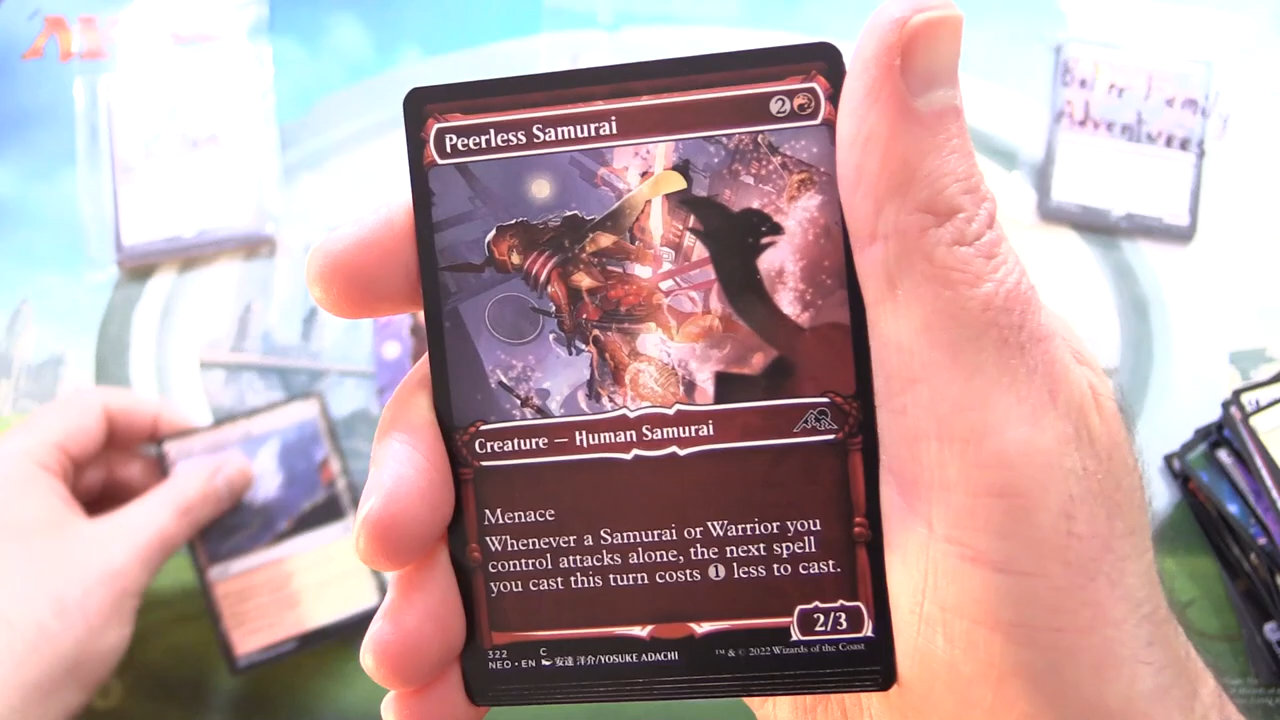 Peerless Samurai
2
Creature — Human Samurai
Menace
Whenever a Samurai or Warrior you
control attacks alone, the next spell
you cast this turn costs 1 less to cast.
2/3
322 C
NEO • EN 安達 洋介/YOSUKE ADACHI
™ & © 2022 Wizards of the Coast
Adventures